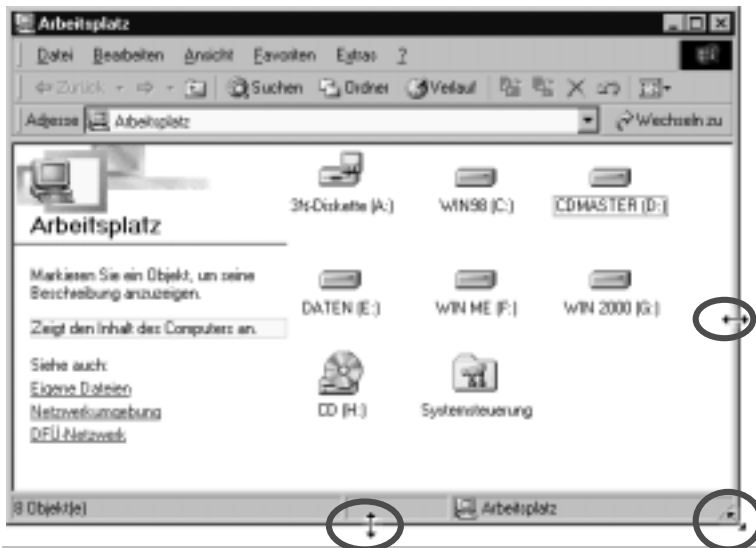 Arbeitsplatz
Datei Bearbeiten Ansicht Favoriten Extras ?
Zurück Suchen Ordner Verlauf
Adresse Arbeitsplatz Wechseln zu
Arbeitsplatz
Markieren Sie ein Objekt, um seine
Beschreibung anzuzeigen.
Zeigt den Inhalt des Computers an.
Siehe auch:
Eigene Dateien
Netzwerkumgebung
DFÜ-Netzwerk
3½-Diskette (A:) WIN98 (C:) CDMASTER (D:)
DATEN (E:) WIN ME (F:) WIN 2000 (G:)
CD (H:) Systemsteuerung
8 Objekt(e) Arbeitsplatz